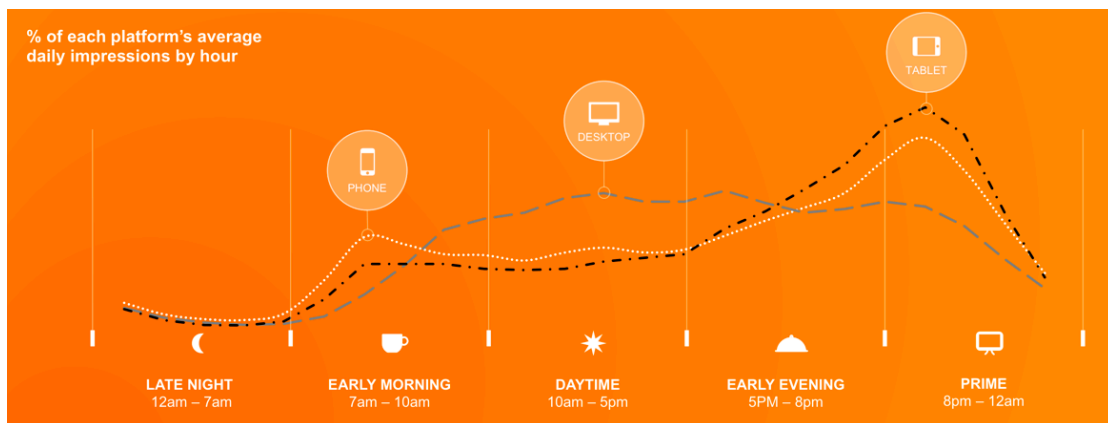 % of each platform's average
daily impressions by hour
TABLET
DESKTOP
PHONE
LATE NIGHT
12am – 7am
EARLY MORNING
7am – 10am
DAYTIME
10am – 5pm
EARLY EVENING
5PM – 8pm
PRIME
8pm – 12am